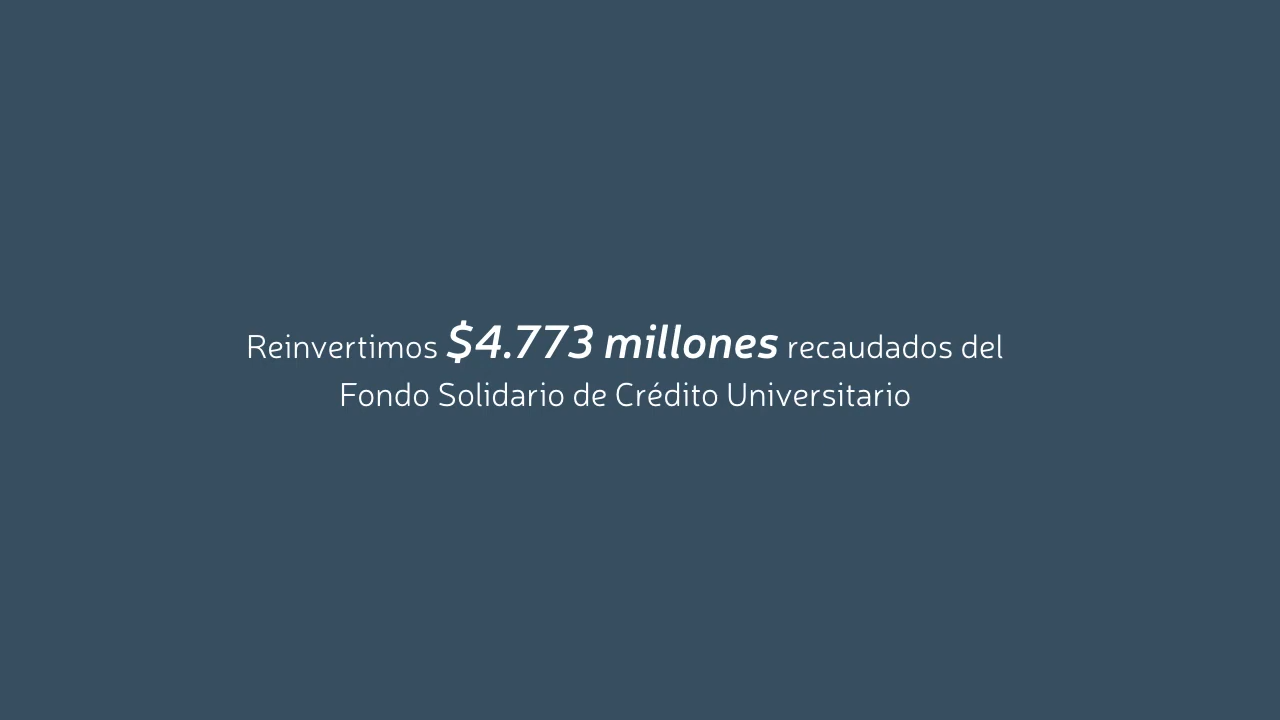 Reinvertimos $4.773 millones recaudados del
Fondo Solidario de Crédito Universitario